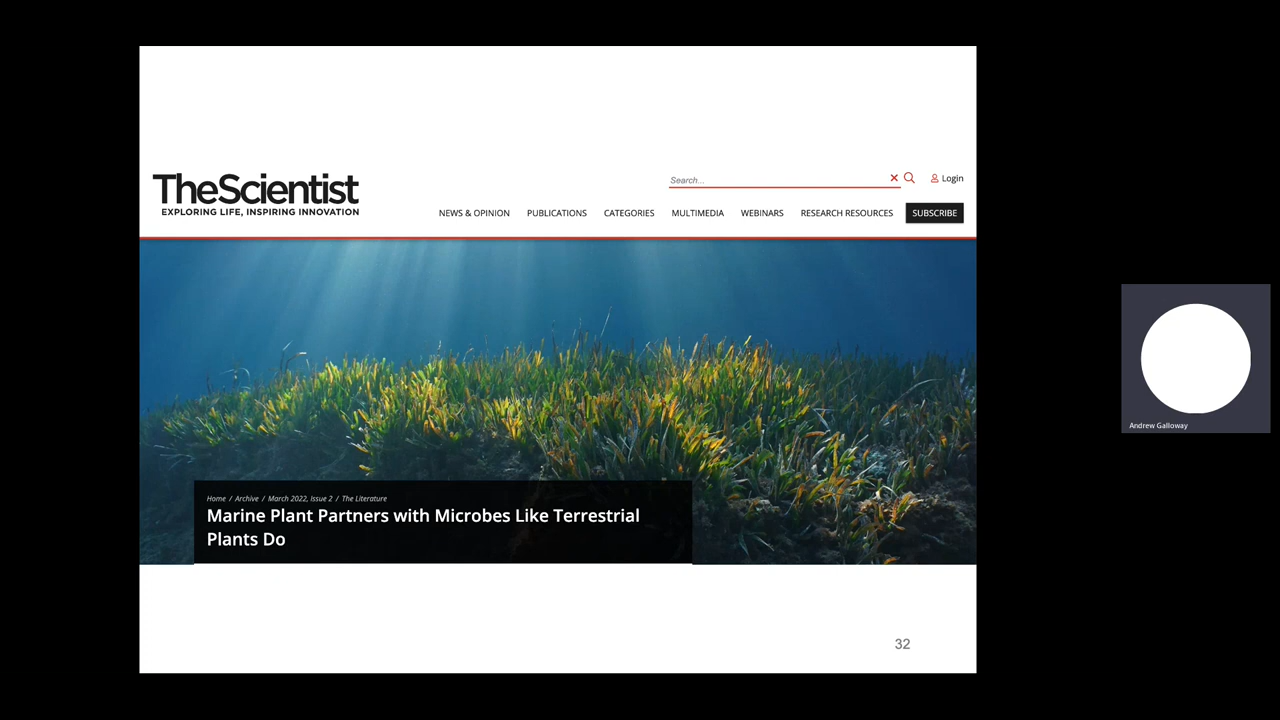 TheScientist
EXPLORING LIFE, INSPIRING INNOVATION
Search...
Login
NEWS & OPINION PUBLICATIONS CATEGORIES MULTIMEDIA WEBINARS RESEARCH RESOURCES SUBSCRIBE
Home / Archive / March 2022, Issue 2 / The Literature
Marine Plant Partners with Microbes Like Terrestrial
Plants Do
32
Andrew Galloway